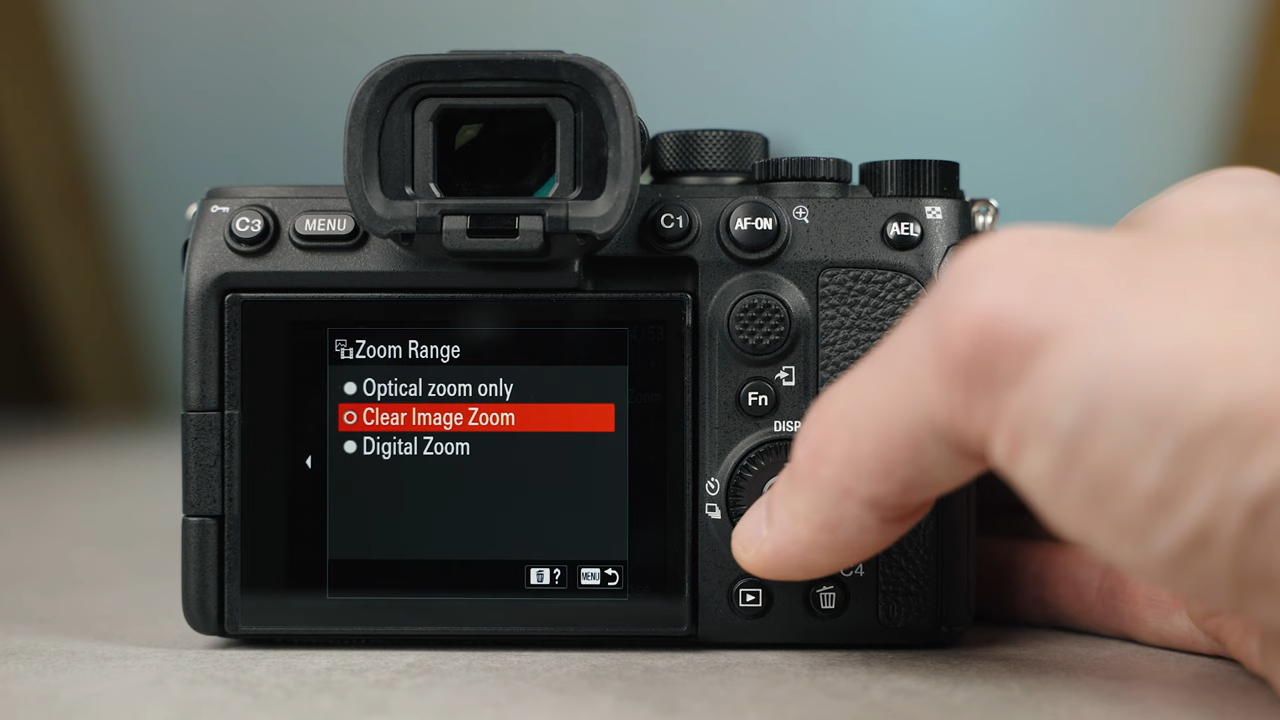 C3
MENU
C1
AF-ON
AEL
Zoom Range
Optical zoom only
Clear Image Zoom
Digital Zoom
?
MENU
Fn
DISP
C4